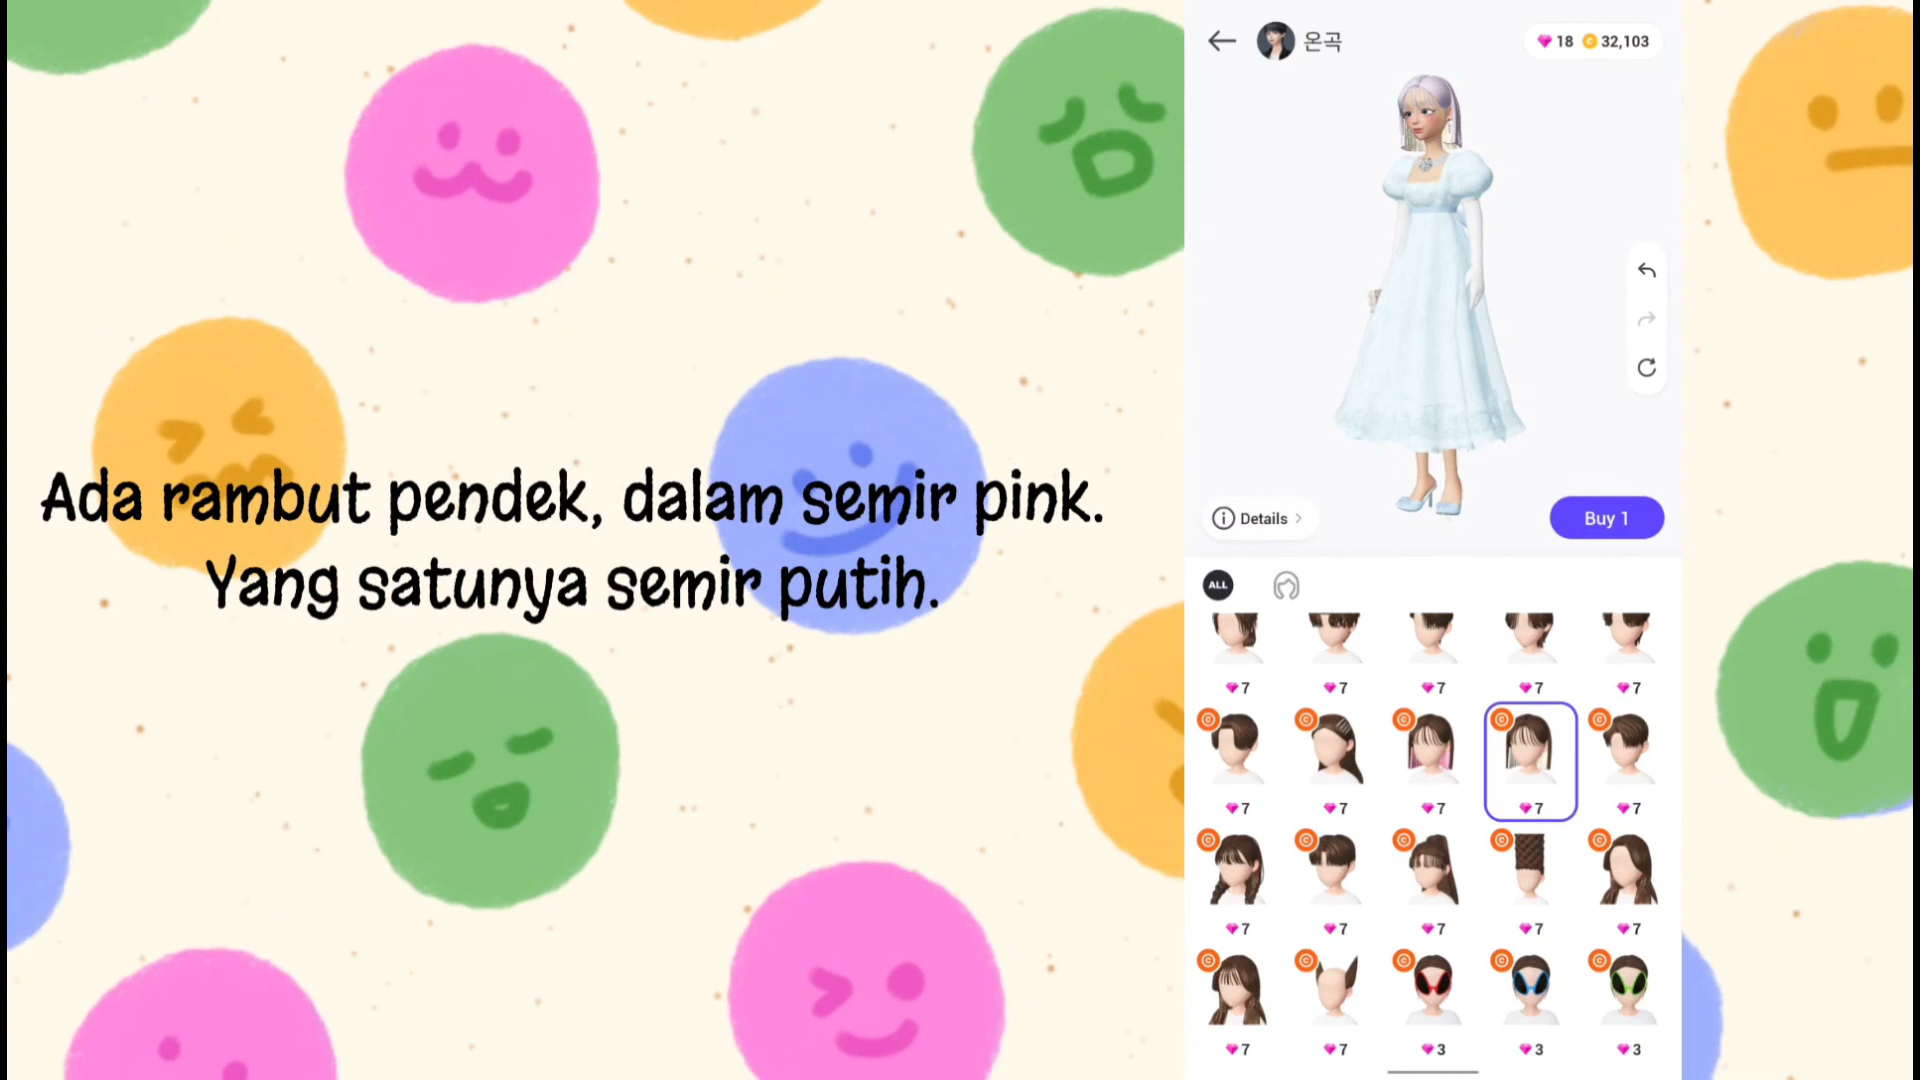 온곡
18 32,103
Ada rambut pendek, dalam semir pink.
Yang satunya semir putih.
Details
Buy 1
ALL
7 7 7 7 7
7 7 7 7 7
7 7 7 7 7
7 7 3 3 3